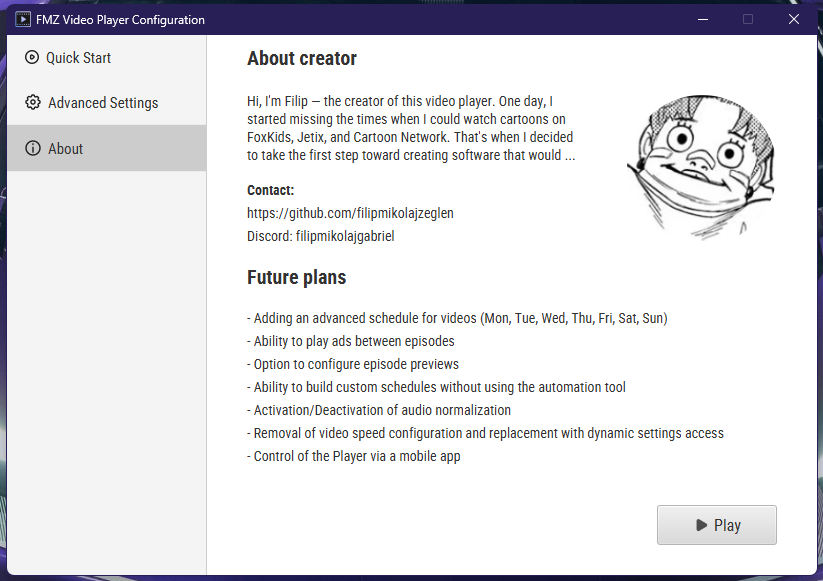 FMZ Video Player Configuration
Quick Start
Advanced Settings
About
About creator
Hi, I'm Filip — the creator of this video player. One day, I
started missing the times when I could watch cartoons on
FoxKids, Jetix, and Cartoon Network. That's when I decided
to take the first step toward creating software that would ...
Contact:
https://github.com/filipmikolajzeglen
Discord: filipmikolajgabriel
Future plans
- Adding an advanced schedule for videos (Mon, Tue, Wed, Thu, Fri, Sat, Sun)
- Ability to play ads between episodes
- Option to configure episode previews
- Ability to build custom schedules without using the automation tool
- Activation/Deactivation of audio normalization
- Removal of video speed configuration and replacement with dynamic settings access
- Control of the Player via a mobile app
Play